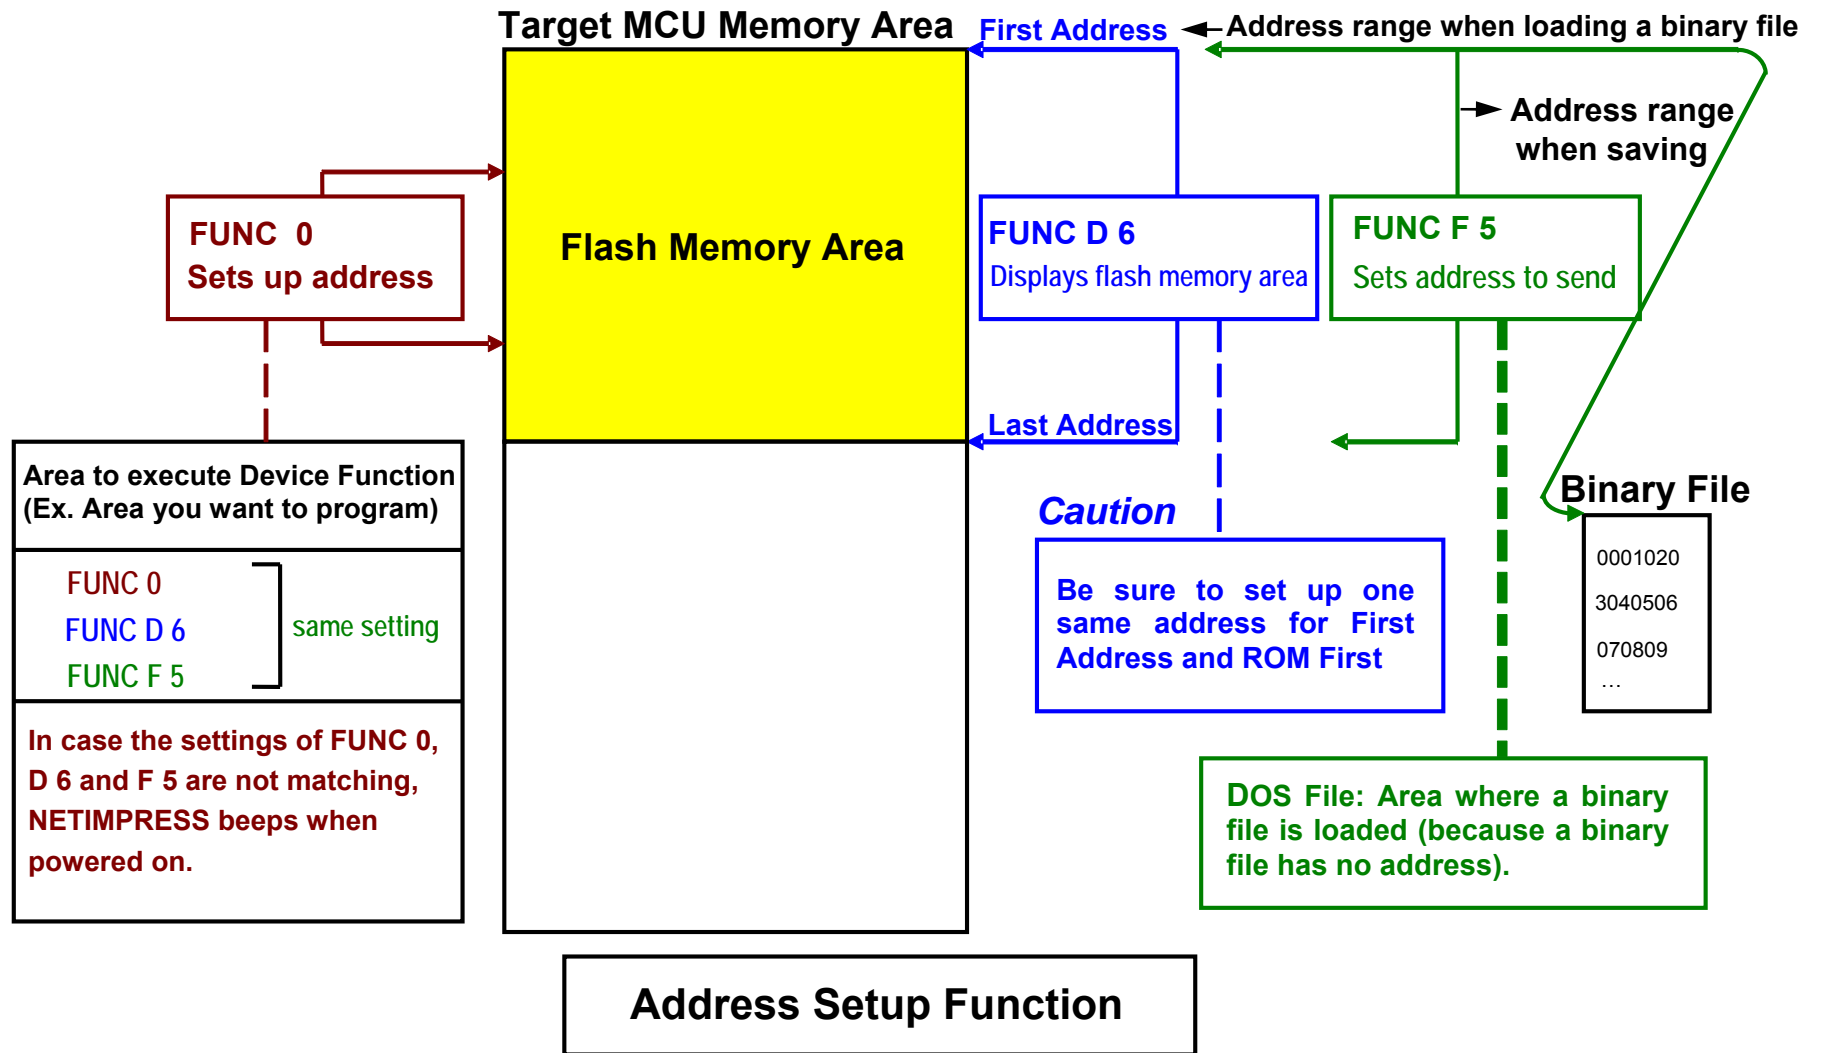 Target MCU Memory Area
First Address
Address range when loading a binary file
Address range
when saving
FUNC 0
Sets up address
Flash Memory Area
FUNC D 6
Displays flash memory area
FUNC F 5
Sets address to send
Last Address
Area to execute Device Function
(Ex. Area you want to program)
FUNC 0
FUNC D 6
FUNC F 5
same setting
In case the settings of FUNC 0,
D 6 and F 5 are not matching,
NETIMPRESS beeps when
powered on.
Caution
Be sure to set up one
same address for First
Address and ROM First
Binary File
0001020
3040506
070809
…
DOS File: Area where a binary
file is loaded (because a binary
file has no address).
Address Setup Function